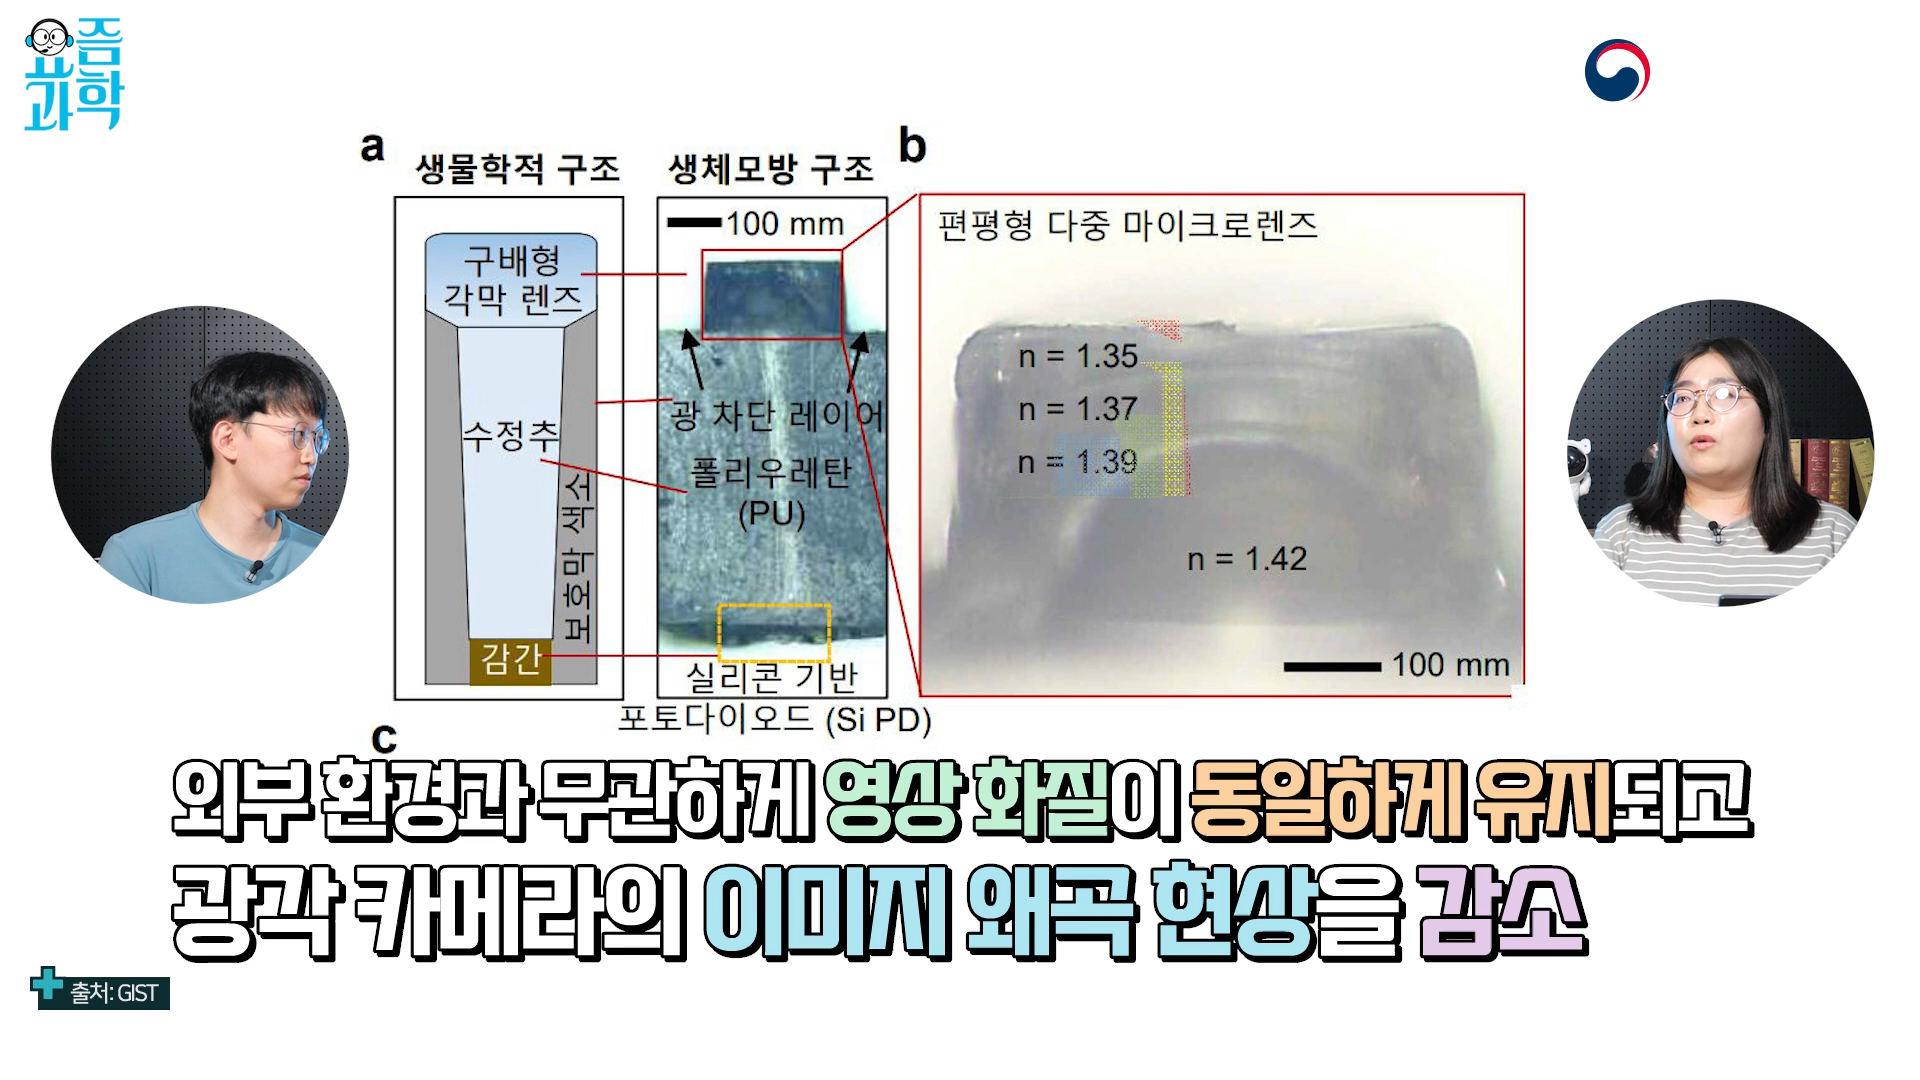 요즘
과학
a
생물학적 구조
생체모방 구조
b
구배형
각막 렌즈
수정추
보호막 색소
감간
100 mm
광 차단 레이어
폴리우레탄
(PU)
실리콘 기반
포토다이오드 (Si PD)
편평형 다중 마이크로렌즈
n = 1.35
n = 1.37
n = 1.39
n = 1.42
100 mm
c
외부 환경과 무관하게 영상 화질이 동일하게 유지되고
광각 카메라의 이미지 왜곡 현상을 감소
출처: GIST